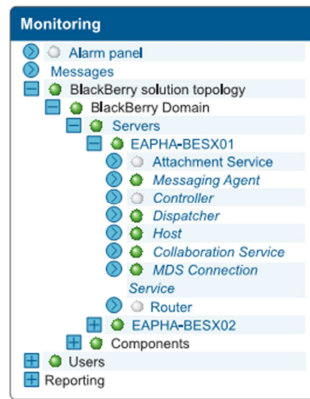 Monitoring
Alarm panel
Messages
BlackBerry solution topology
BlackBerry Domain
Servers
EAPHA-BESX01
Attachment Service
Messaging Agent
Controller
Dispatcher
Host
Collaboration Service
MDS Connection
Service
Router
EAPHA-BESX02
Components
Users
Reporting